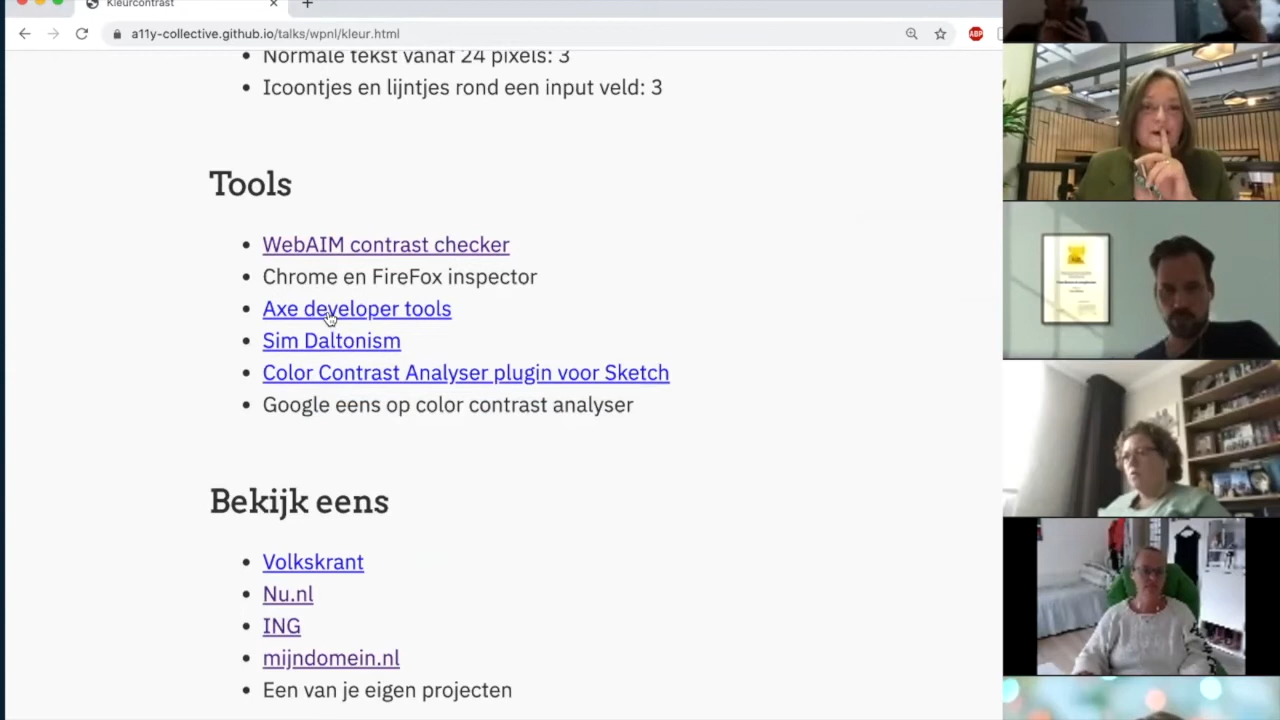 Kleurcontrast
a11y-collective.github.io/talks/wpnl/kleur.html
ABP
Normale tekst vanaf 24 pixels: 3
Icoontjes en lijntjes rond een input veld: 3
Tools
WebAIM contrast checker
Chrome en FireFox inspector
Axe developer tools
Sim Daltonism
Color Contrast Analyser plugin voor Sketch
Google eens op color contrast analyser
Bekijk eens
Volkskrant
Nu.nl
ING
mijndomein.nl
Een van je eigen projecten